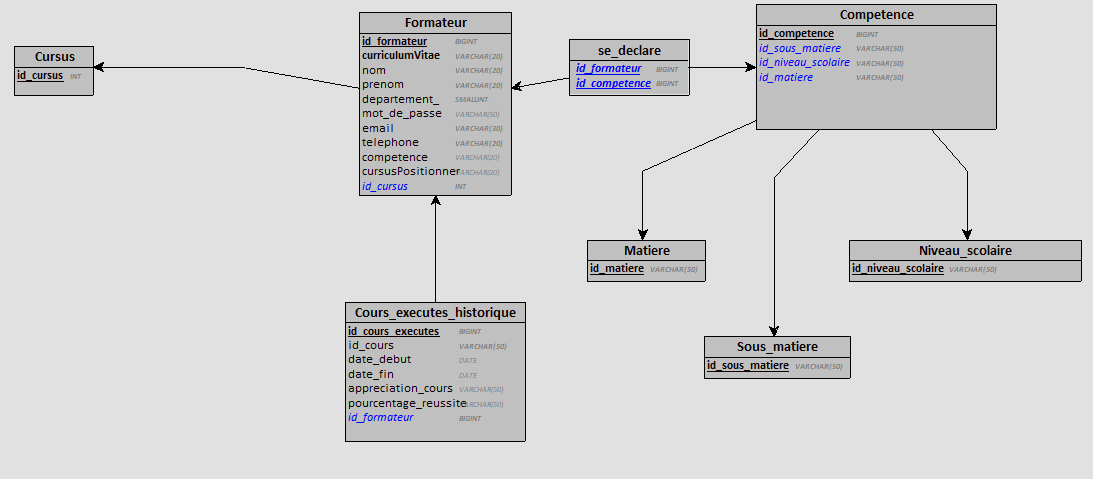 Cursus
id_cursus INT
Formateur
id_formateur BIGINT
curriculumVitae VARCHAR(20)
nom VARCHAR(20)
prenom VARCHAR(20)
departement_ SMALLINT
mot_de_passe VARCHAR(50)
email VARCHAR(30)
telephone VARCHAR(20)
competence VARCHAR(20)
cursusPositionner VARCHAR(20)
id_cursus INT
se_declare
id_formateur BIGINT
id_competence BIGINT
Competence
id_competence BIGINT
id_sous_matiere VARCHAR(50)
id_niveau_scolaire VARCHAR(50)
id_matiere VARCHAR(50)
Matiere
id_matiere VARCHAR(50)
Niveau_scolaire
id_niveau_scolaire VARCHAR(50)
Sous_matiere
id_sous_matiere VARCHAR(50)
Cours_executes_historique
id_cours_executes BIGINT
id_cours VARCHAR(50)
date_debut DATE
date_fin DATE
appreciation_cours VARCHAR(50)
pourcentage_reussite VARCHAR(50)
id_formateur BIGINT